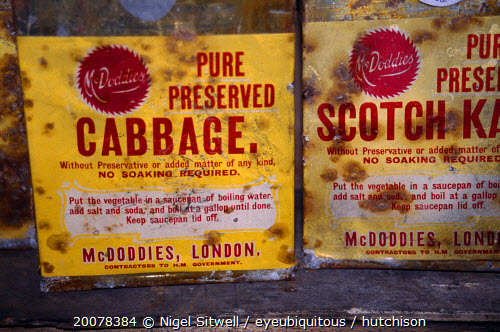 McDoddies
PURE
PRESERVED
CABBAGE.
Without Preservative or added matter of any kind,
NO SOAKING REQUIRED.
Put the vegetable in a saucepan of boiling water,
add salt and soda, and boil at a gallop until done.
Keep saucepan lid off.
McDODDIES, LONDON.
CONTRACTORS TO H.M GOVERNMENT.
McDoddies
PUR
PRESE
SCOTCH KA
Without Preservative or added matter
NO SOAKING REQUIRED
Put the vegetable in a saucepan of
add salt and soda, and boil at a gallop
Keep saucepan lid off.
McDODDIES, LOND
CONTRACTORS TO H.M GOVERNM
20078384 © Nigel Sitwell / eyeubiquitous / hutchison